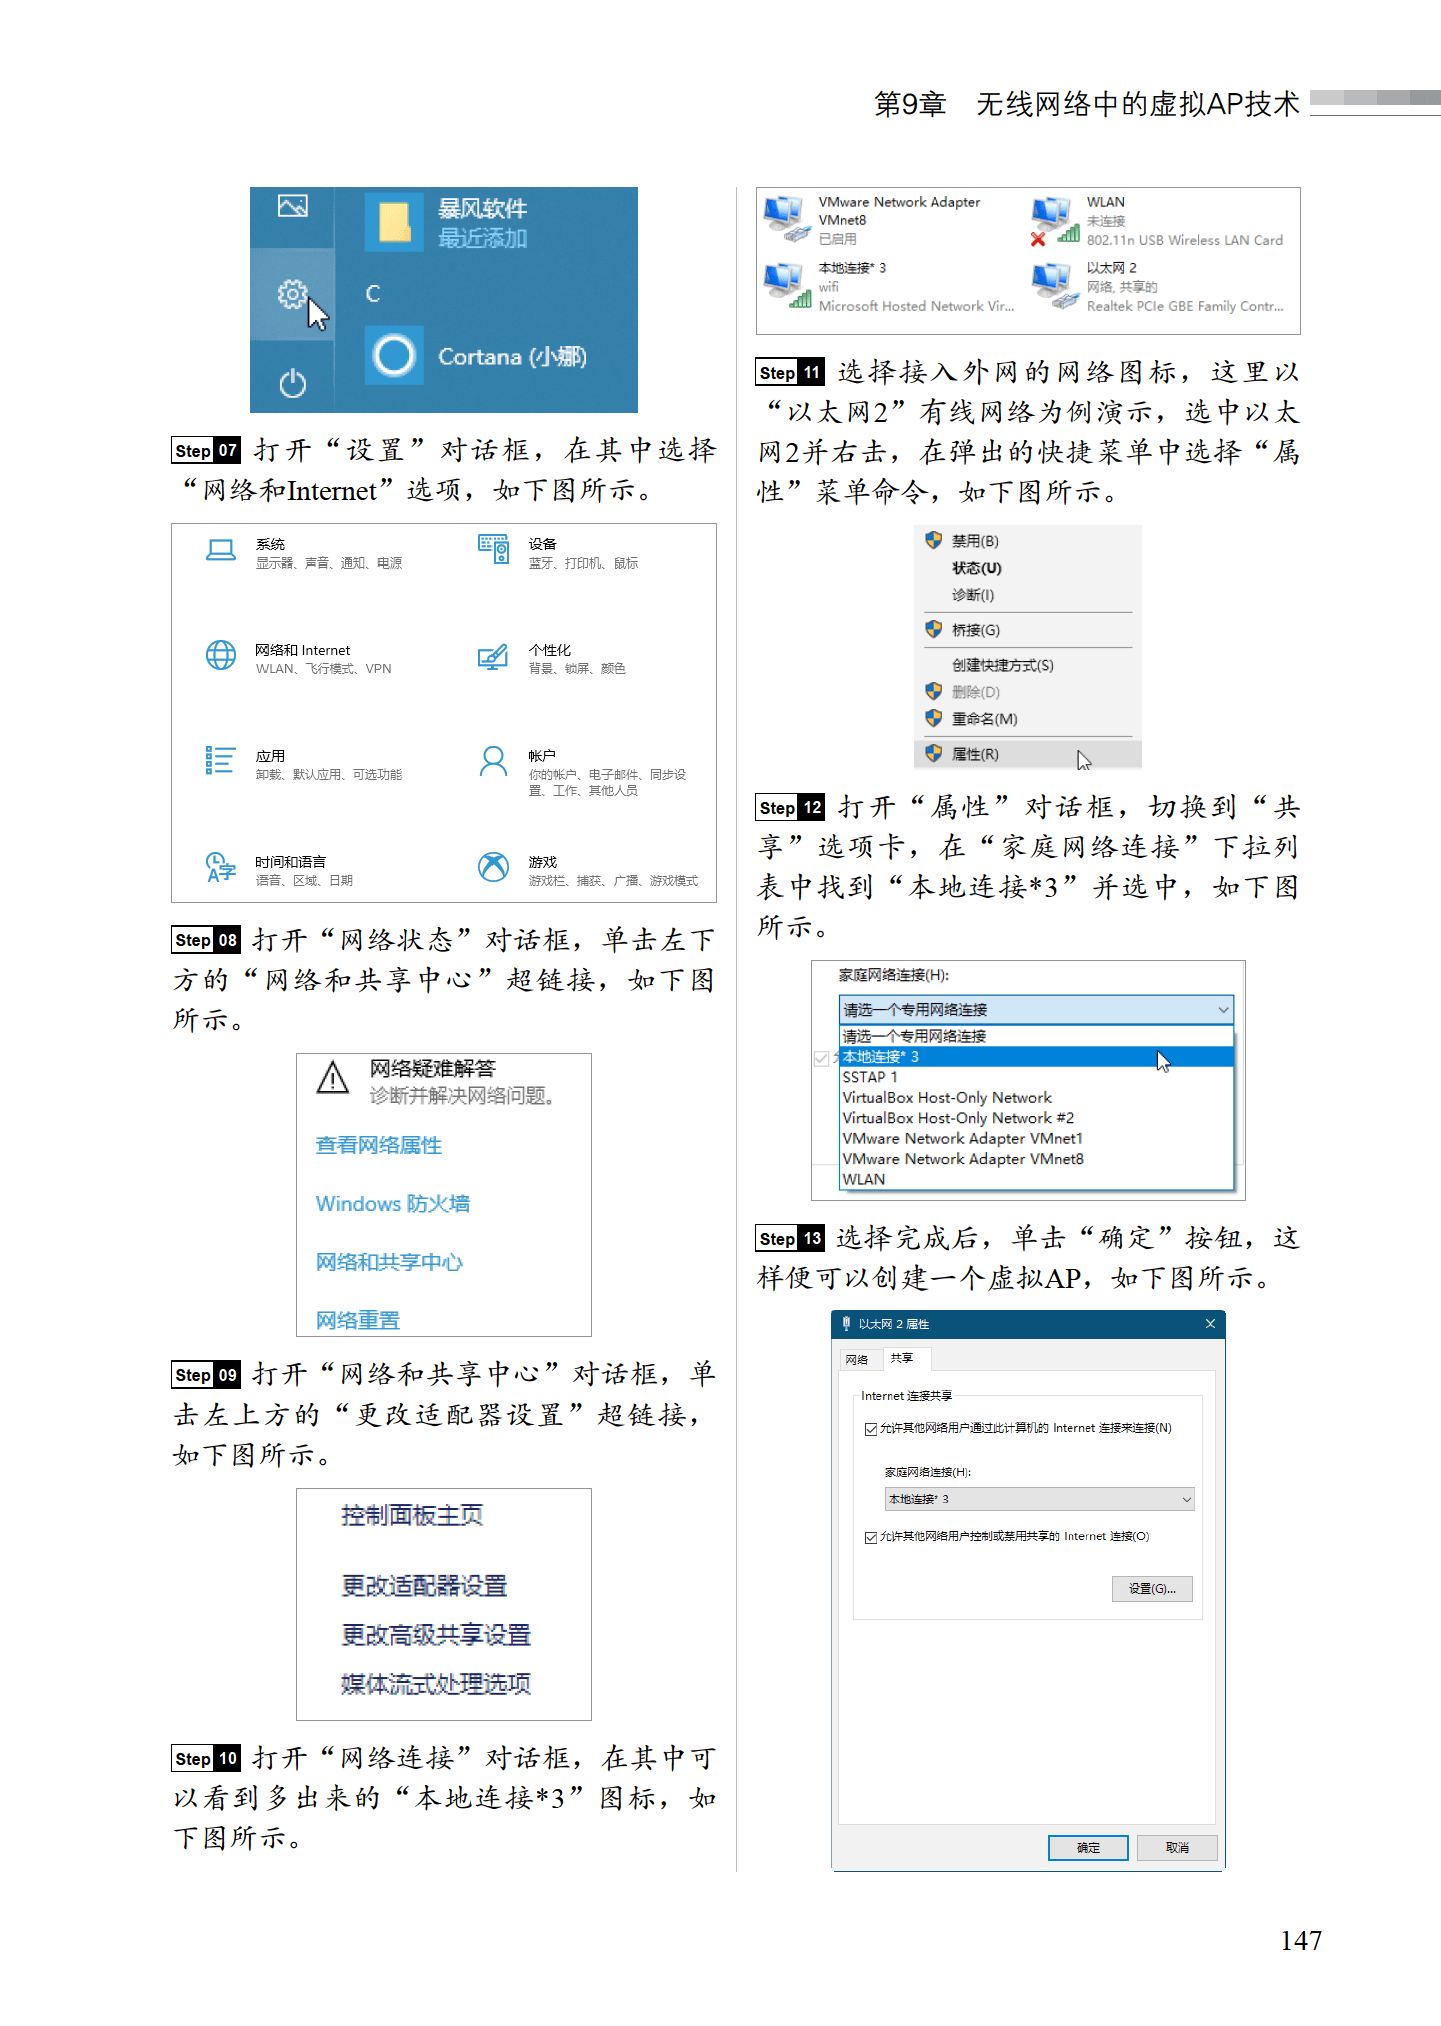 第9章　无线网络中的虚拟AP技术
暴风软件
最近添加
C
Cortana (小娜)
Step 07 打开“设置”对话框，在其中选择
“网络和Internet”选项，如下图所示。
系统
显示器、声音、通知、电源
设备
蓝牙、打印机、鼠标
网络和 Internet
WLAN、飞行模式、VPN
个性化
背景、锁屏、颜色
应用
卸载、默认应用、可选功能
帐户
你的帐户、电子邮件、同步设
置、工作、其他人员
时间和语言
语音、区域、日期
游戏
游戏栏、捕获、广播、游戏模式
Step 08 打开“网络状态”对话框，单击左下
方的“网络和共享中心”超链接，如下图
所示。
网络疑难解答
诊断并解决网络问题。
查看网络属性
Windows 防火墙
网络和共享中心
网络重置
Step 09 打开“网络和共享中心”对话框，单
击左上方的“更改适配器设置”超链接，
如下图所示。
控制面板主页
更改适配器设置
更改高级共享设置
媒体流式处理选项
Step 10 打开“网络连接”对话框，在其中可
以看到多出来的“本地连接*3”图标，如
下图所示。
VMware Network Adapter
VMnet8
已启用
WLAN
未连接
802.11n USB Wireless LAN Card
本地连接* 3
wifi
Microsoft Hosted Network Vir...
以太网 2
网络, 共享的
Realtek PCIe GBE Family Contr...
Step 11 选择接入外网的网络图标，这里以
“以太网2”有线网络为例演示，选中以太
网2并右击，在弹出的快捷菜单中选择“属
性”菜单命令，如下图所示。
禁用(B)
状态(U)
诊断(I)
桥接(G)
创建快捷方式(S)
删除(D)
重命名(M)
属性(R)
Step 12 打开“属性”对话框，切换到“共
享”选项卡，在“家庭网络连接”下拉列
表中找到“本地连接*3”并选中，如下图
所示。
家庭网络连接(H):
请选一个专用网络连接
请选一个专用网络连接
本地连接* 3
SSTAP 1
VirtualBox Host-Only Network
VirtualBox Host-Only Network #2
VMware Network Adapter VMnet1
VMware Network Adapter VMnet8
WLAN
Step 13 选择完成后，单击“确定”按钮，这
样便可以创建一个虚拟AP，如下图所示。
以太网 2 属性
网络 共享
Internet 连接共享
允许其他网络用户通过此计算机的 Internet 连接来连接(N)
家庭网络连接(H):
本地连接* 3
允许其他网络用户控制或禁用共享的 Internet 连接(O)
设置(G)...
确定 取消
147